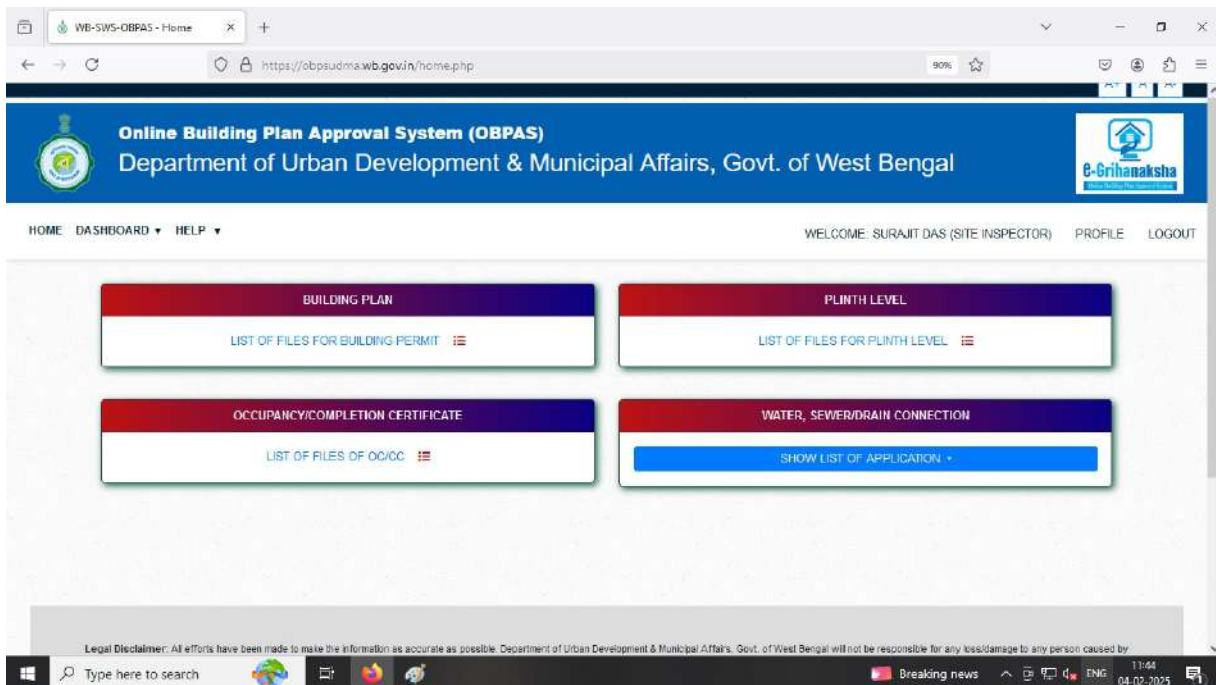 WB-SWS-OBPAS - Home
https://obpsudma.wb.gov.in/home.php
90%
Online Building Plan Approval System (OBPAS)
Department of Urban Development & Municipal Affairs, Govt. of West Bengal
e-Grihanaksha
HOME DASHBOARD HELP
WELCOME: SURAJIT DAS (SITE INSPECTOR) PROFILE LOGOUT
BUILDING PLAN
LIST OF FILES FOR BUILDING PERMIT
PLINTH LEVEL
LIST OF FILES FOR PLINTH LEVEL
OCCUPANCY/COMPLETION CERTIFICATE
LIST OF FILES OF OC/CC
WATER, SEWER/DRAIN CONNECTION
SHOW LIST OF APPLICATION
Legal Disclaimer: All efforts have been made to make the information as accurate as possible. Department of Urban Development & Municipal Affairs, Govt. of West Bengal will not be responsible for any loss/damage to any person caused by
Type here to search
Breaking news
ENG
11:44
04-02-2025